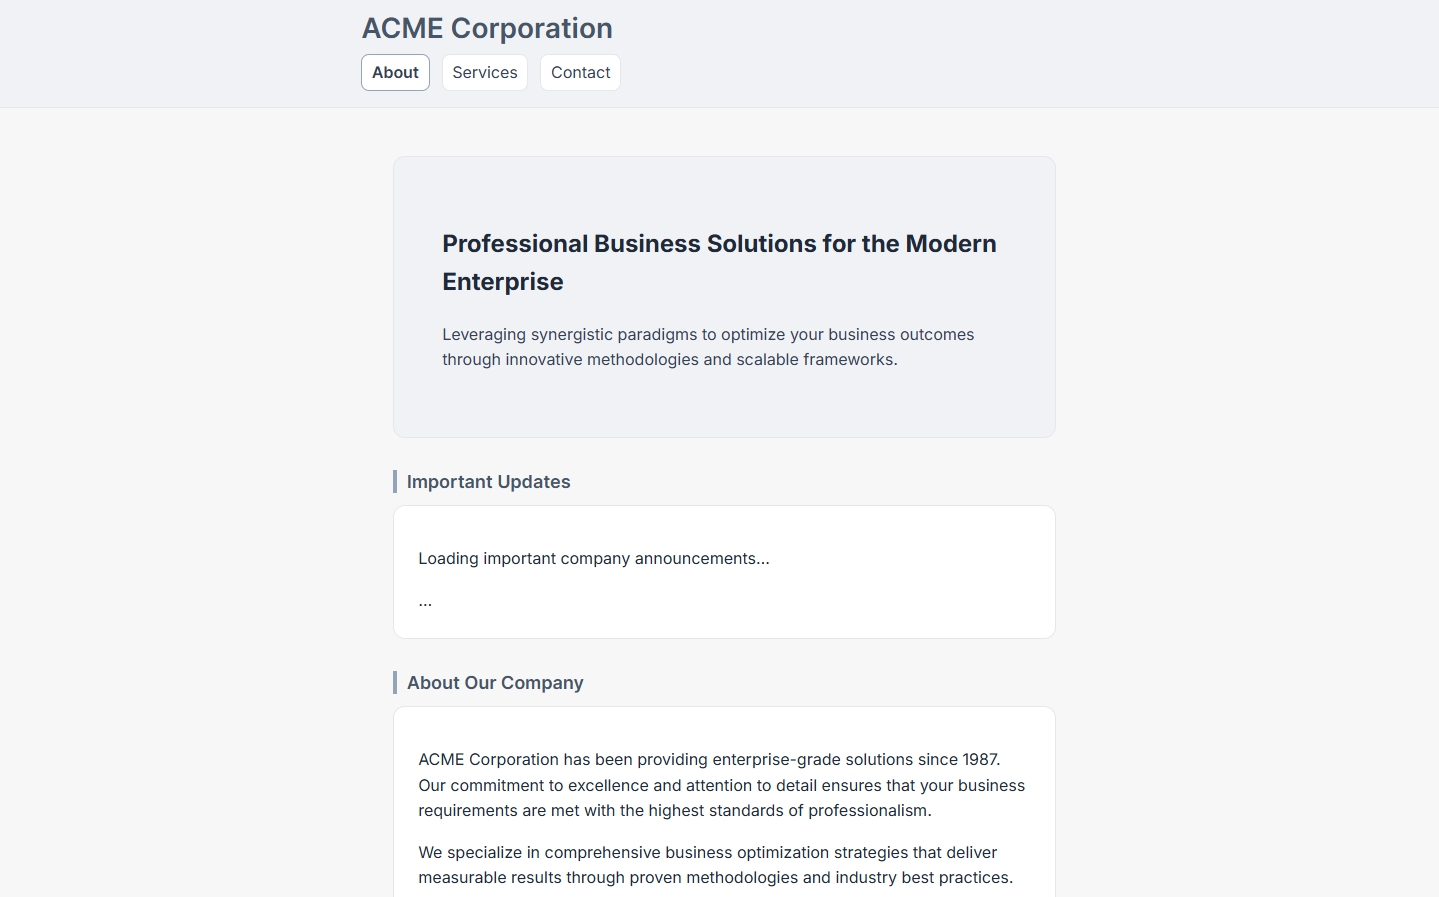 ACME Corporation
About Services Contact
Professional Business Solutions for the Modern
Enterprise
Leveraging synergistic paradigms to optimize your business outcomes
through innovative methodologies and scalable frameworks.
Important Updates
Loading important company announcements...
...
About Our Company
ACME Corporation has been providing enterprise-grade solutions since 1987.
Our commitment to excellence and attention to detail ensures that your business
requirements are met with the highest standards of professionalism.
We specialize in comprehensive business optimization strategies that deliver
measurable results through proven methodologies and industry best practices.